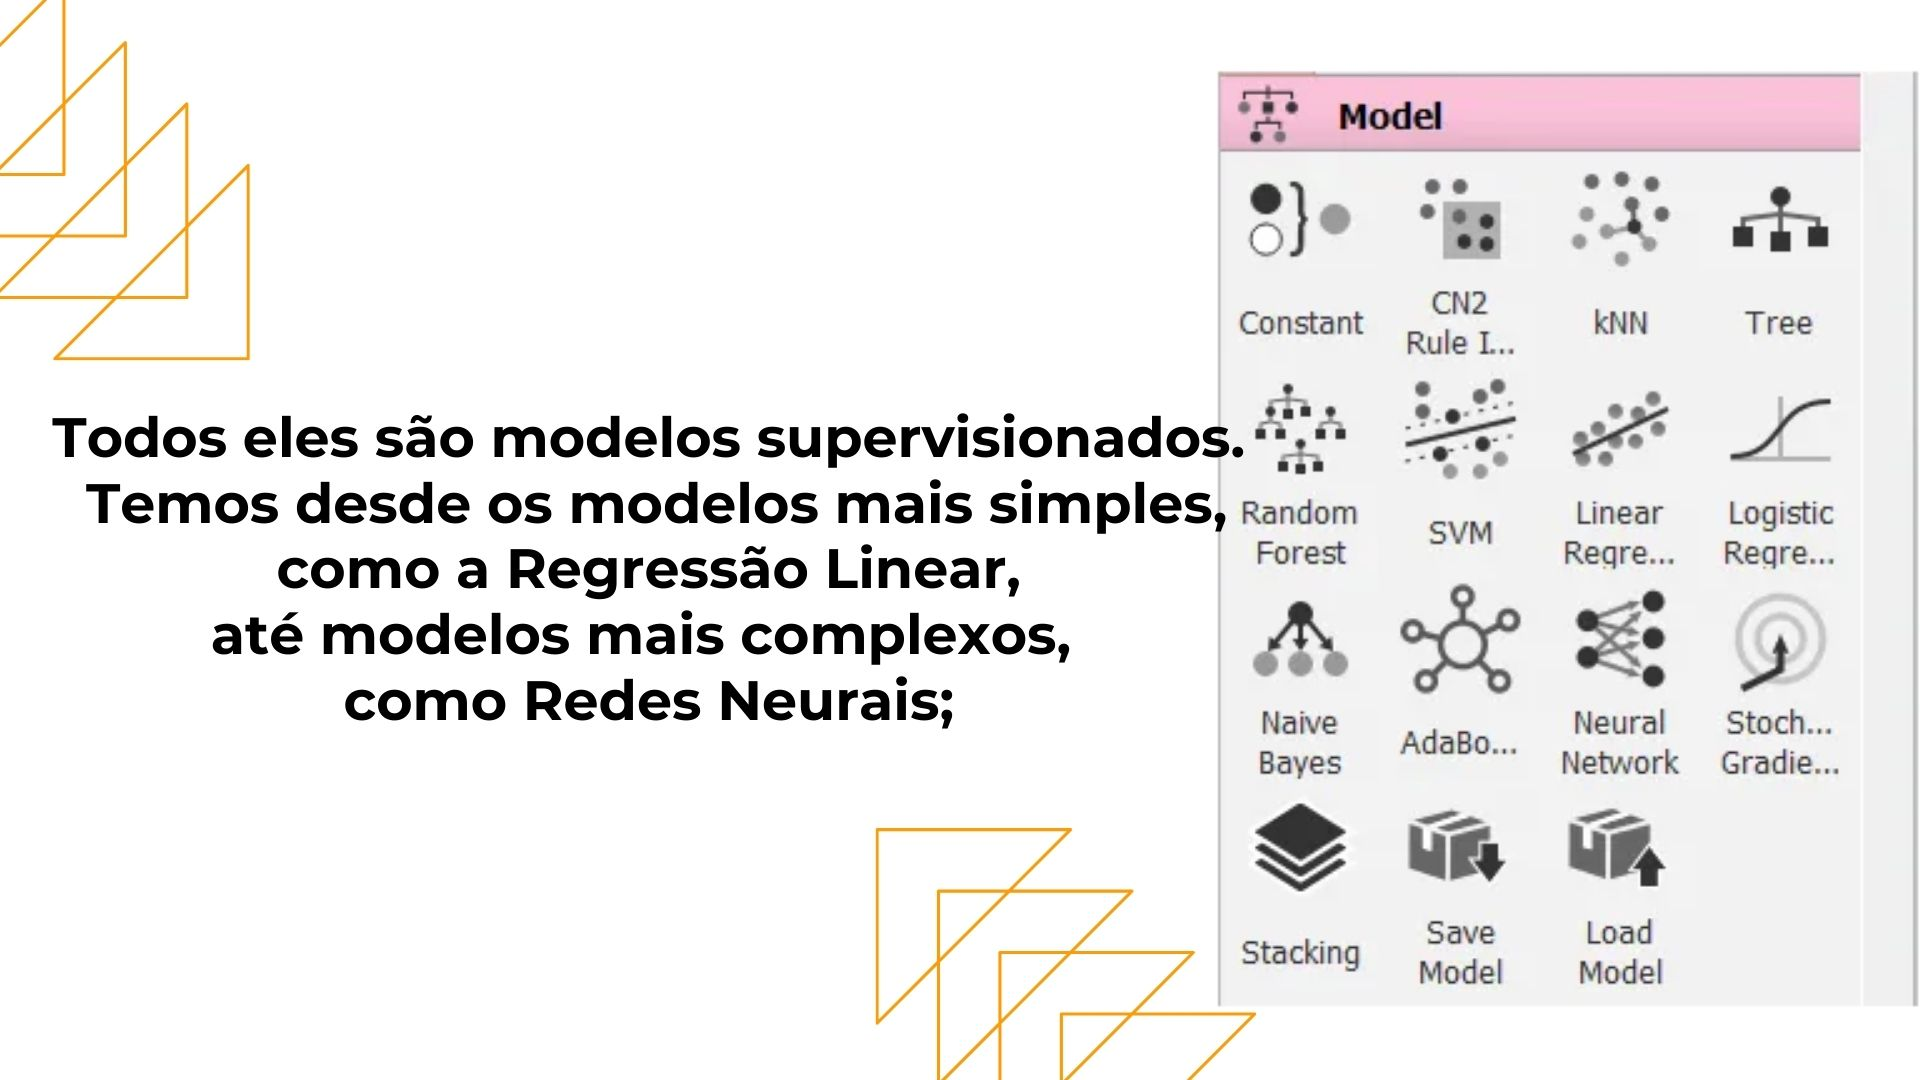 Todos eles são modelos supervisionados.
Temos desde os modelos mais simples,
como a Regressão Linear,
até modelos mais complexos,
como Redes Neurais;
Model
Constant
CN2
Rule I...
kNN
Tree
Random
Forest
SVM
Linear
Regre...
Logistic
Regre...
Naive
Bayes
AdaBo...
Neural
Network
Stoch...
Gradie...
Stacking
Save
Model
Load
Model